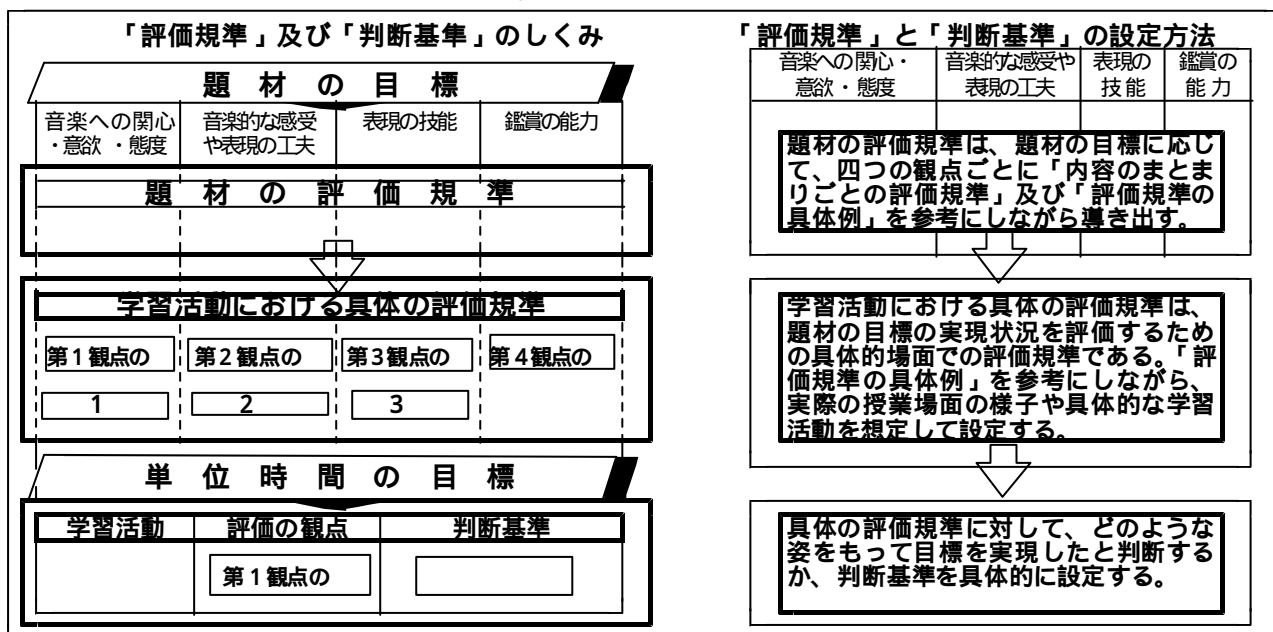 「評価規準」及び「判断基準」のしくみ
題材の目標
音楽への関心
・意欲・態度
音楽的な感受
や表現の工夫
表現の技能
鑑賞の能力
題材の評価規準
学習活動における具体の評価規準
第1観点の
第2観点の
第3観点の
第4観点の
1
2
3
単位時間の目標
学習活動
評価の観点
判断基準
第1観点の
「評価規準」と「判断基準」の設定方法
音楽への関心・
意欲・態度
音楽的な感受や
表現の工夫
表現の
技能
鑑賞の
能力
題材の評価規準は、題材の目標に応じ
て、四つの観点ごとに「内容のまとま
りごとの評価規準」及び「評価規準の
具体例」を参考にしながら導き出す。
学習活動における具体の評価規準は、
題材の目標の実現状況を評価するため
の具体的場面での評価規準である。「評
価規準の具体例」を参考にしながら、
実際の授業場面の様子や具体的な学習
活動を想定して設定する。
具体の評価規準に対して、どのような
姿をもって目標を実現したと判断する
か、判断基準を具体的に設定する。